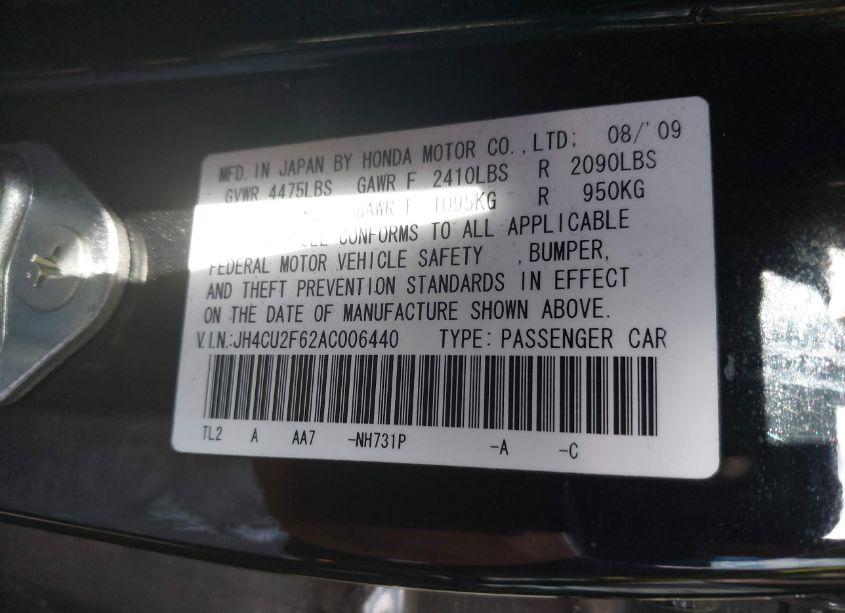 MFD. IN JAPAN BY HONDA MOTOR CO., LTD; 08/'09
GVWR 4475LBS GAWR F 2410LBS R 2090LBS
GAWR F 1095KG R 950KG
CONFORMS TO ALL APPLICABLE
FEDERAL MOTOR VEHICLE SAFETY , BUMPER,
AND THEFT PREVENTION STANDARDS IN EFFECT
ON THE DATE OF MANUFACTURE SHOWN ABOVE.
V.I.N.:JH4CU2F62AC006440 TYPE: PASSENGER CAR
TL2 A AA7 -NH731P -A -C